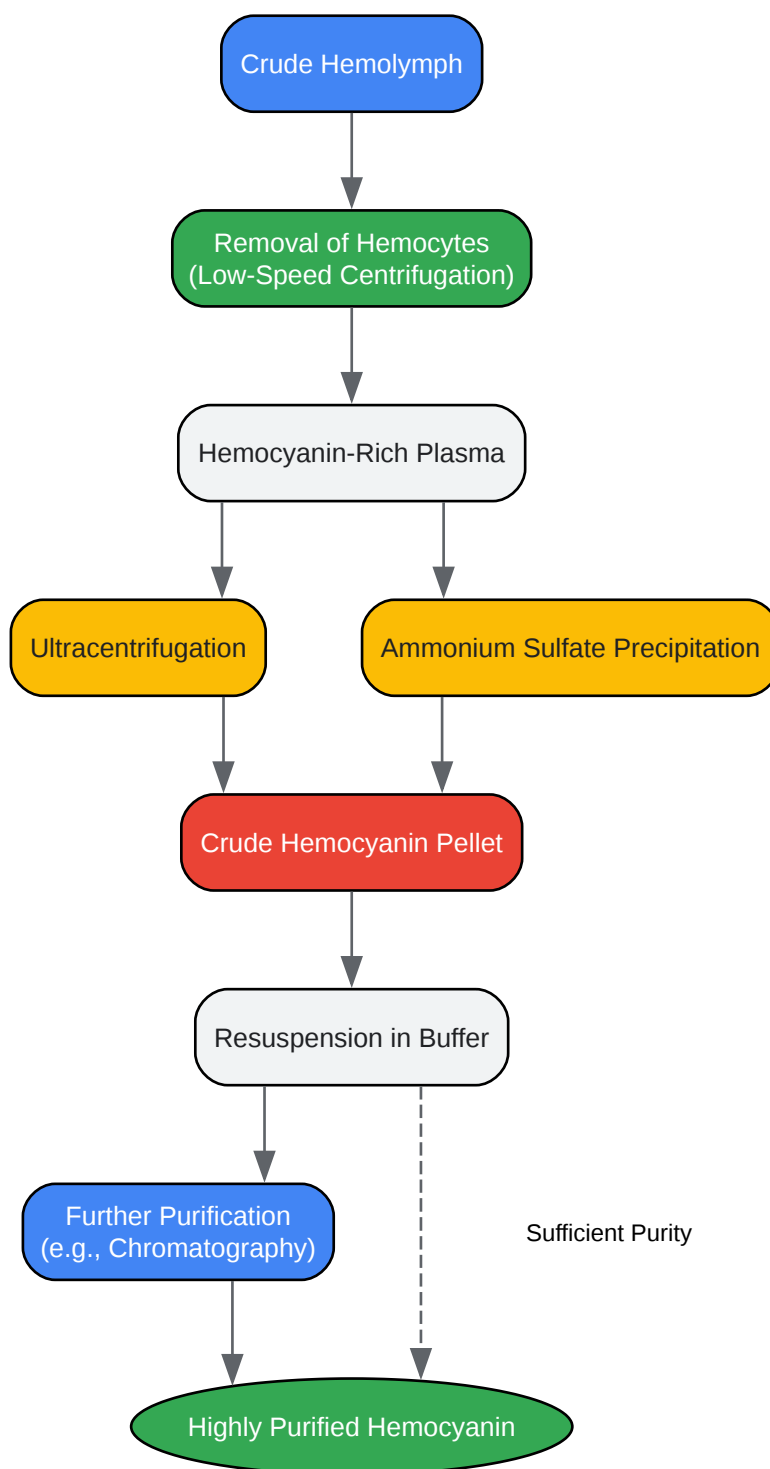 Crude Hemolymph
Removal of Hemocytes
(Low-Speed Centrifugation)
Hemocyanin-Rich Plasma
Ultracentrifugation
Ammonium Sulfate Precipitation
Crude Hemocyanin Pellet
Resuspension in Buffer
Further Purification
(e.g., Chromatography)
Sufficient Purity
Highly Purified Hemocyanin